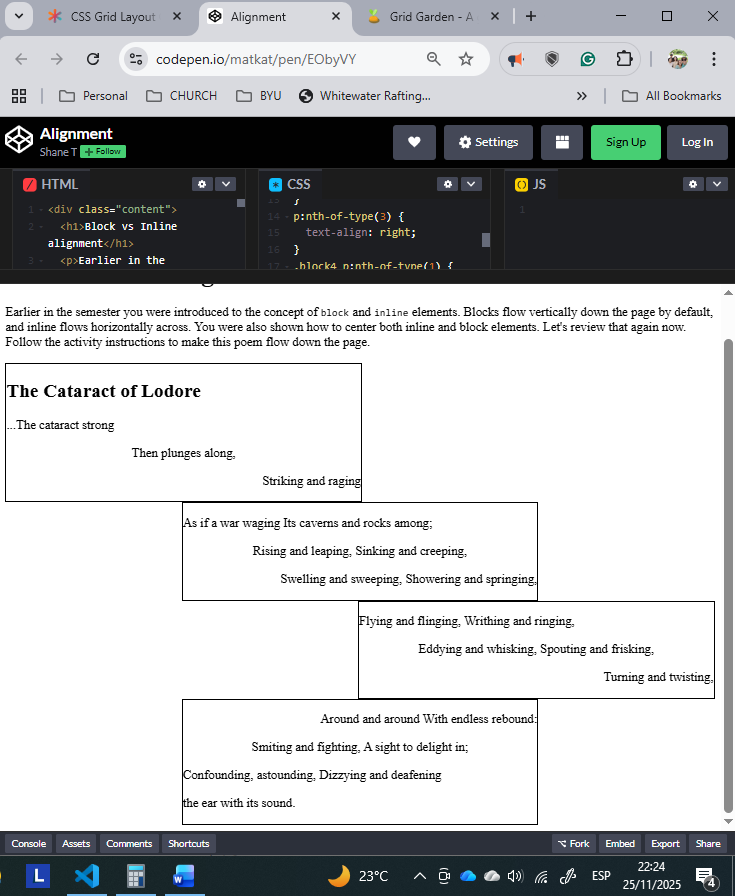 CSS Grid Layout
Alignment
Grid Garden - A
codepen.io/matkat/pen/EObyVY
Personal
CHURCH
BYU
Whitewater Rafting...
All Bookmarks
Alignment
Shane T
+ Follow
Settings
Sign Up
Log In
HTML
CSS
JS
1 <div class="content">
2 <h1>Block vs Inline
alignment</h1>
3 <p>Earlier in the
}
14 p:nth-of-type(3) {
15 text-align: right;
16 }
17 .block4 p:nth-of-type(1) {
1
Earlier in the semester you were introduced to the concept of block and inline elements. Blocks flow vertically down the page by default,
and inline flows horizontally across. You were also shown how to center both inline and block elements. Let's review that again now.
Follow the activity instructions to make this poem flow down the page.
The Cataract of Lodore
...The cataract strong
Then plunges along,
Striking and raging
As if a war waging Its caverns and rocks among;
Rising and leaping, Sinking and creeping,
Swelling and sweeping, Showering and springing,
Flying and flinging, Writhing and ringing,
Eddying and whisking, Spouting and frisking,
Turning and twisting,
Around and around With endless rebound:
Smiting and fighting, A sight to delight in;
Confounding, astounding, Dizzying and deafening
the ear with its sound.
Console
Assets
Comments
Shortcuts
Fork
Embed
Export
Share
L
W
23°C
ESP
22:24
25/11/2025
4